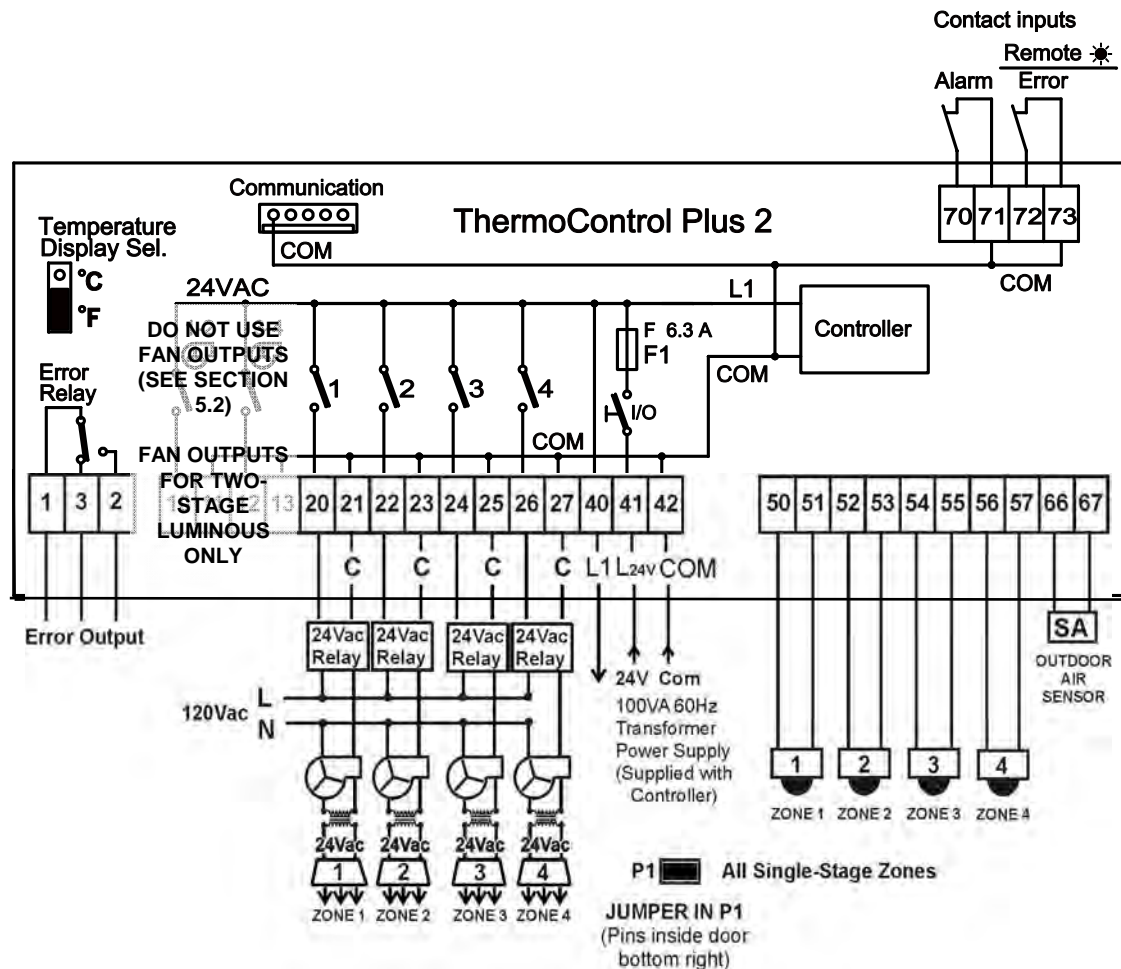 Contact inputs
Remote
Alarm Error
Communication
70 71 72 73
Temperature
Display Sel.
ThermoControl Plus 2
COM
COM
°C
°F
24VAC
L1
Controller
DO NOT USE
FAN OUTPUTS
(SEE SECTION
5.2)
F 6.3 A
F1
Error
Relay
1 2 3 4
I/O
COM
COM
FAN OUTPUTS
FOR TWO-
STAGE
LUMINOUS
ONLY
1 3 2
13 20 21 22 23 24 25 26 27 40 41 42
50 51 52 53 54 55 56 57 66 67
C C C C L1 L24V COM
Error Output
24Vac
Relay
24Vac
Relay
24Vac
Relay
24Vac
Relay
SA
OUTDOOR
AIR
SENSOR
24V Com
100VA 60Hz
Transformer
Power Supply
(Supplied with
Controller)
120Vac L
N
1 2 3 4
ZONE 1 ZONE 2 ZONE 3 ZONE 4
24Vac 24Vac 24Vac 24Vac
1 2 3 4
ZONE 1 ZONE 2 ZONE 3 ZONE 4
P1 All Single-Stage Zones
JUMPER IN P1
(Pins inside door
bottom right)